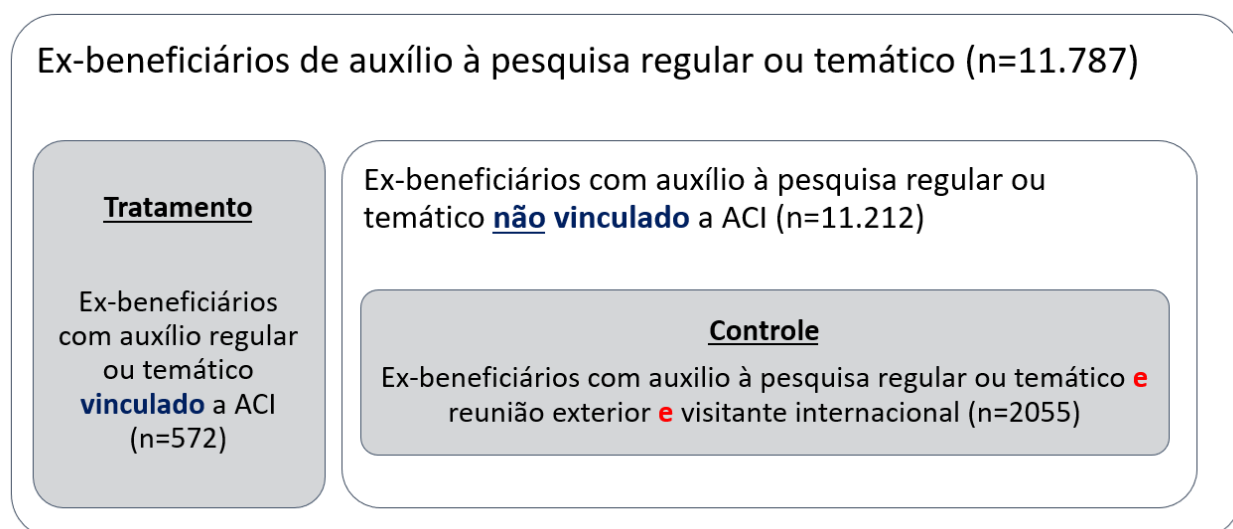 Ex-beneficiários de auxílio à pesquisa regular ou temático (n=11.787)
Tratamento
Ex-beneficiários
com auxílio regular
ou temático
vinculado a ACI
(n=572)
Ex-beneficiários com auxílio à pesquisa regular ou
temático não vinculado a ACI (n=11.212)
Controle
Ex-beneficiários com auxilio à pesquisa regular ou temático e
reunião exterior e visitante internacional (n=2055)